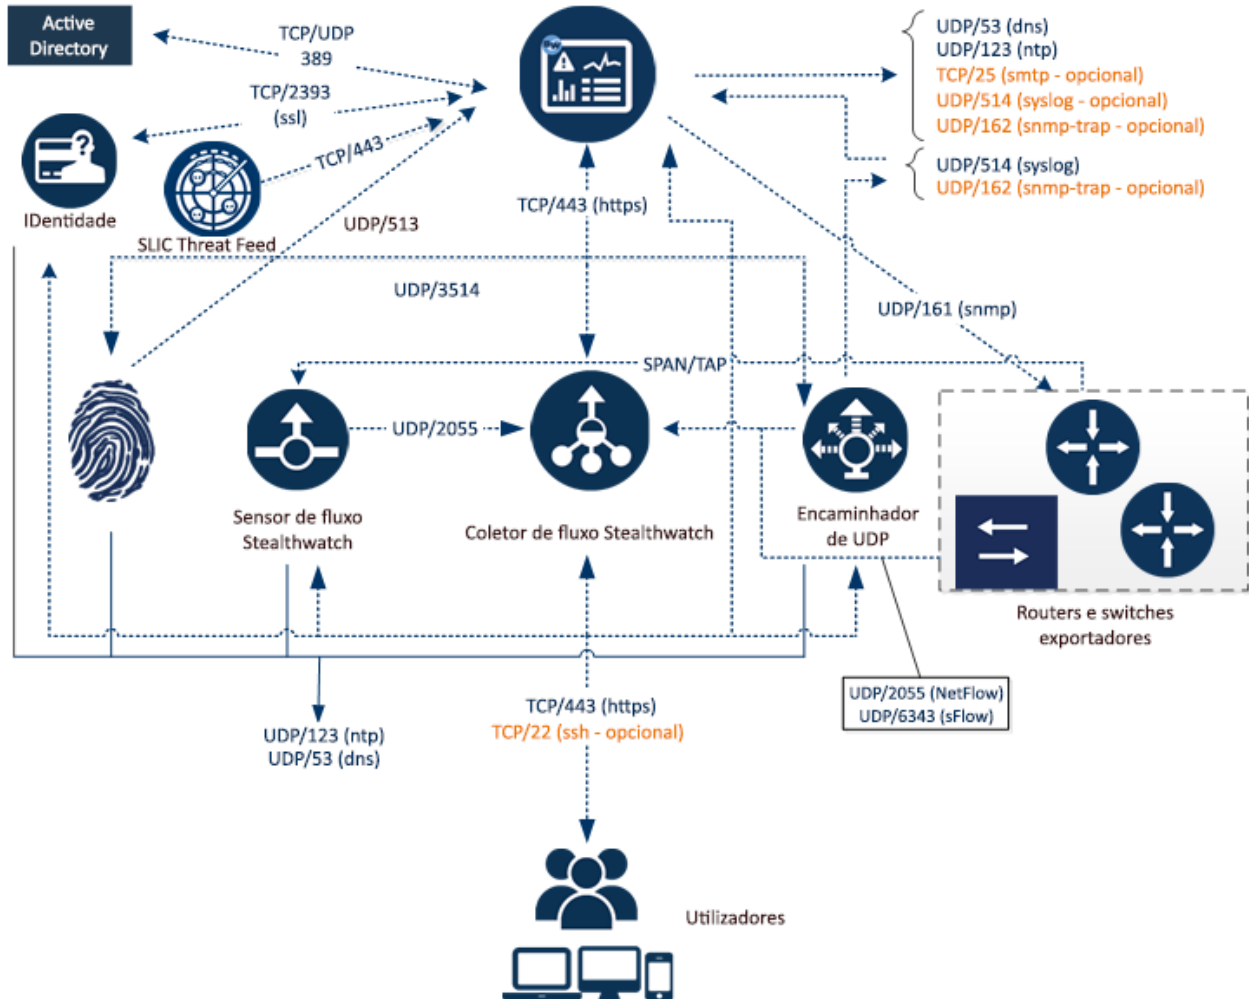 Active
Directory
TCP/UDP
389
TCP/2393
(ssl)
TCP/443
UDP/53 (dns)
UDP/123 (ntp)
TCP/25 (smtp - opcional)
UDP/514 (syslog - opcional)
UDP/162 (snmp-trap - opcional)
UDP/514 (syslog)
UDP/162 (snmp-trap - opcional)
IDentidade
SLIC Threat Feed
UDP/513
TCP/443 (https)
UDP/3514
UDP/161 (snmp)
SPAN/TAP
UDP/2055
Sensor de fluxo
Stealthwatch
Coletor de fluxo Stealthwatch
Encaminhador
de UDP
Routers e switches
exportadores
UDP/2055 (NetFlow)
UDP/6343 (sFlow)
TCP/443 (https)
TCP/22 (ssh - opcional)
UDP/123 (ntp)
UDP/53 (dns)
Utilizadores